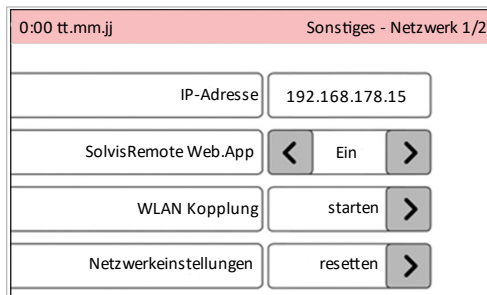 0:00 tt.mm.jj Sonstiges - Netzwerk 1/2
IP-Adresse 192.168.178.15
SolvisRemote Web.App Ein
WLAN Kopplung starten
Netzwerkeinstellungen resetten